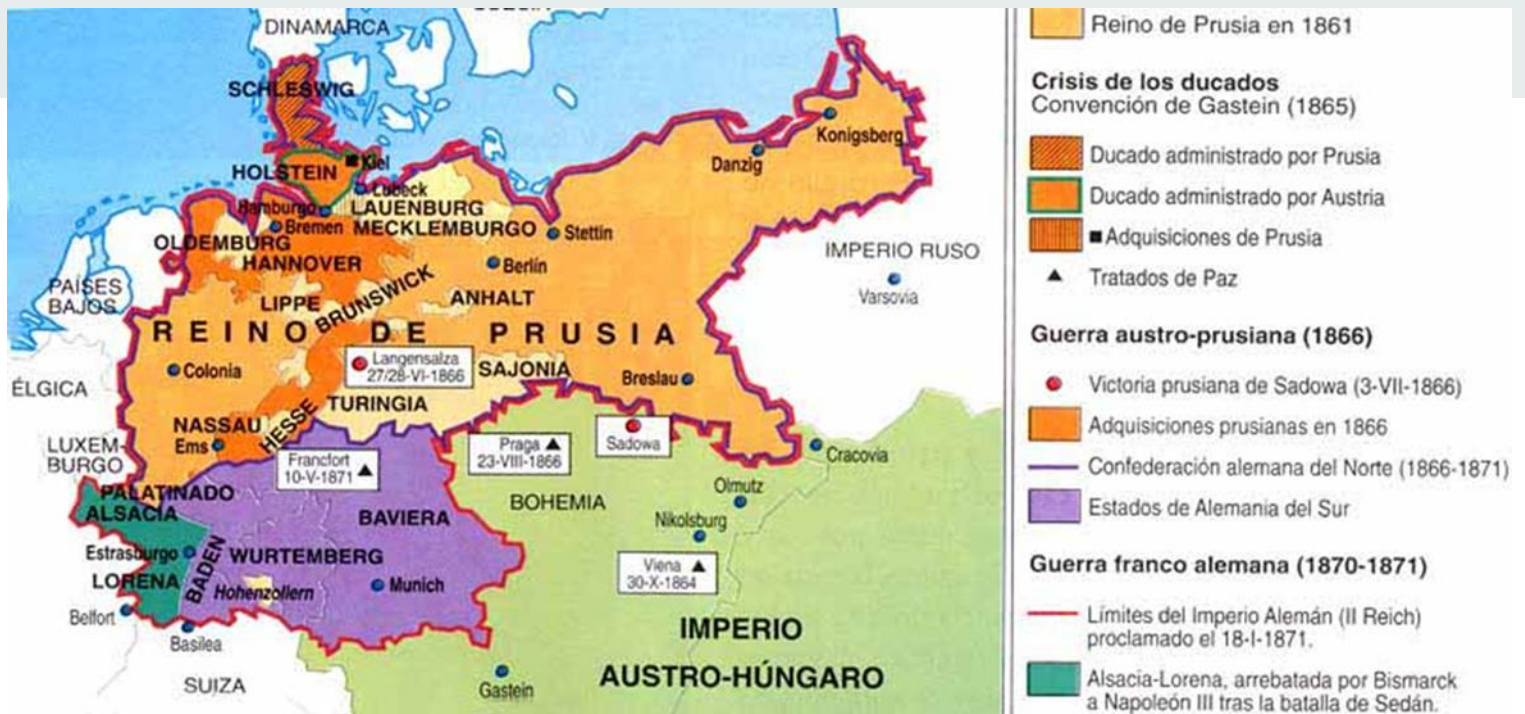 DINAMARCA
SCHLESWIG
Konigsberg
Danzig
Kiel
HOLSTEIN
Lubeck
Hamburgo
LAUENBURG
Bremen
MECKLEMBURGO
Stettin
OLDEMBURG
HANNOVER
Berlín
IMPERIO RUSO
Varsovia
PAÍSES
BAJOS
LIPPE
BRUNSWICK
ANHALT
REINO DE PRUSIA
Colonia
Langensalza
27/28-VI-1866
SAJONIA
Breslau
ÉLGICA
TURINGIA
NASSAU
HESSE
Ems
LUXEM-
BURGO
Francfort
10-V-1871
Praga
23-VIII-1866
Sadowa
Cracovia
PALATINADO
ALSACIA
BAVIERA
BOHEMIA
Olmutz
Nikolsburg
Estrasburgo
BADEN
WURTEMBERG
Viena
30-X-1864
LORENA
Hohenzollern
Munich
Belfort
Basilea
IMPERIO
AUSTRO-HÚNGARO
SUIZA
Gastein
Reino de Prusia en 1861
Crisis de los ducados
Convención de Gastein (1865)
Ducado administrado por Prusia
Ducado administrado por Austria
Adquisiciones de Prusia
Tratados de Paz
Guerra austro-prusiana (1866)
Victoria prusiana de Sadowa (3-VII-1866)
Adquisiciones prusianas en 1866
Confederación alemana del Norte (1866-1871)
Estados de Alemania del Sur
Guerra franco alemana (1870-1871)
Límites del Imperio Alemán (II Reich)
proclamado el 18-I-1871.
Alsacia-Lorena, arrebatada por Bismarck
a Napoleón III tras la batalla de Sedán.